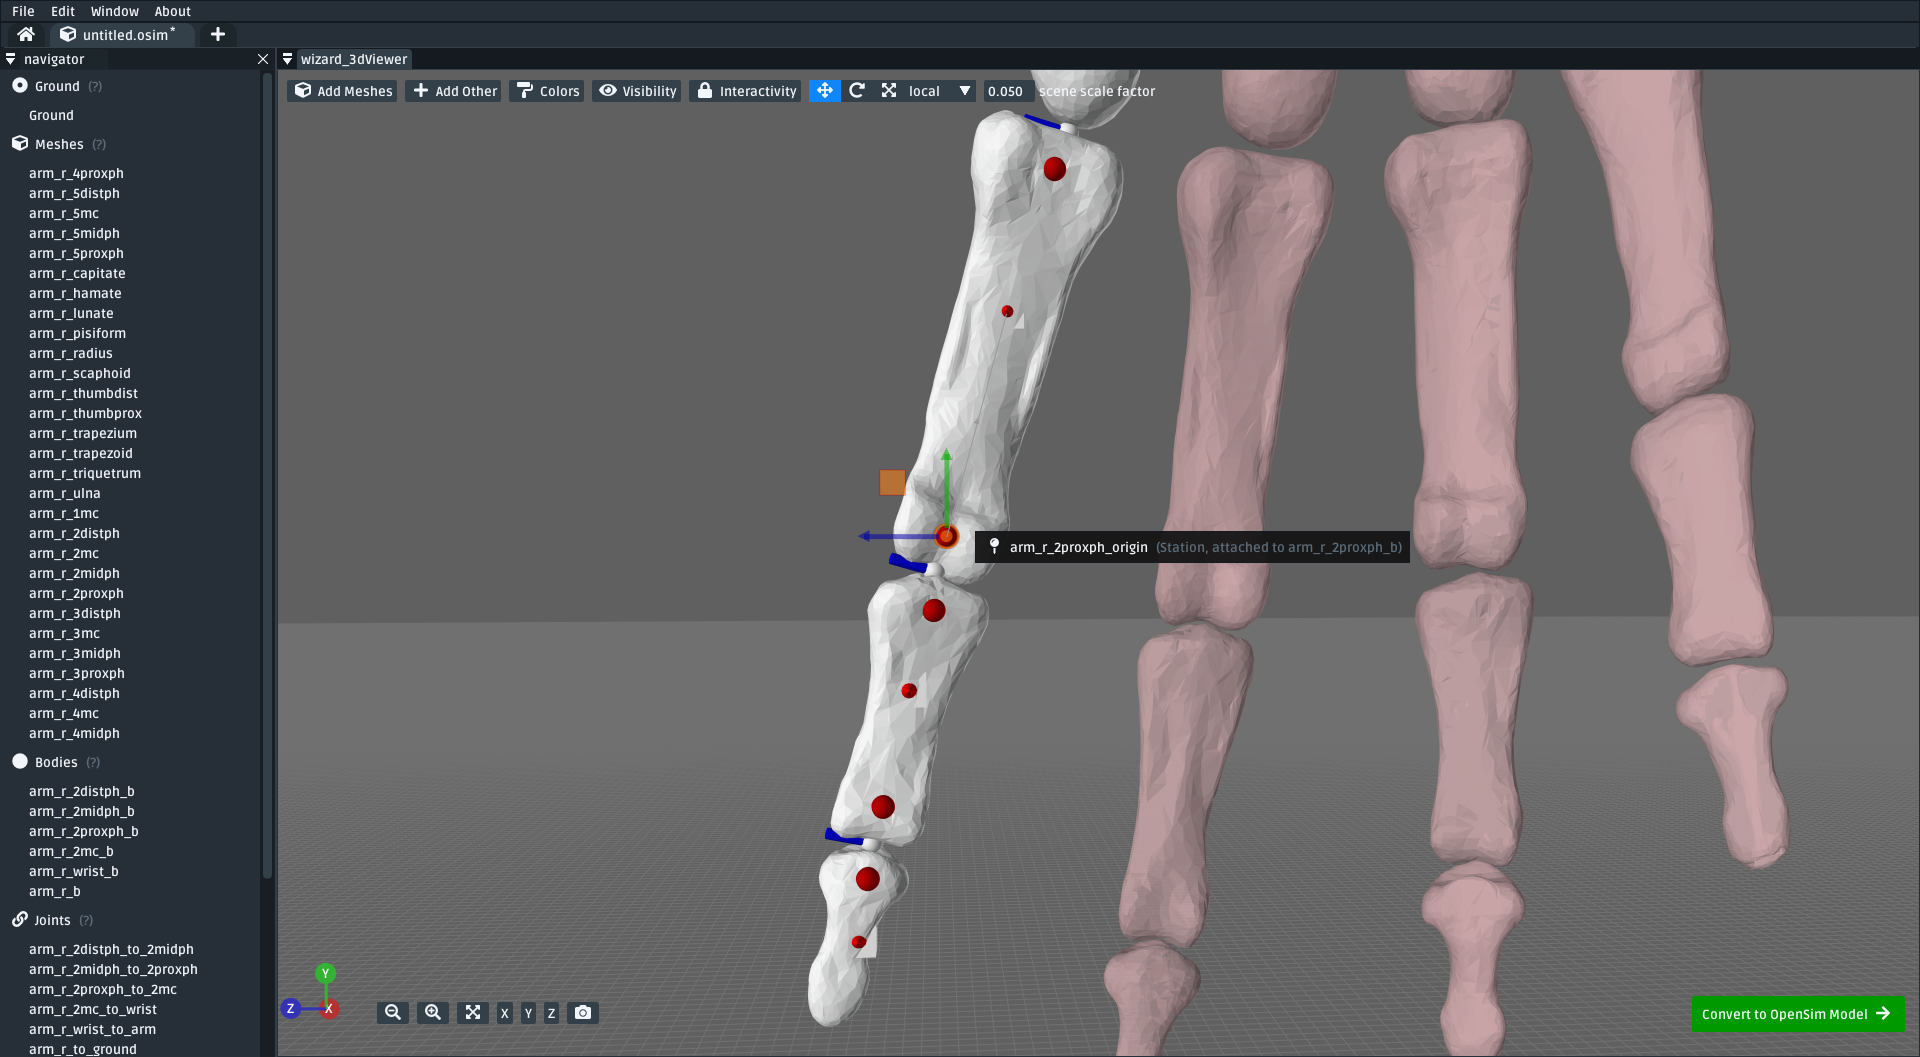 File Edit Window About
untitled.osim*
navigator
wizard_3dViewer
Add Meshes Add Other Colors Visibility Interactivity local 0.050 scene scale factor
Ground (?)
Ground
Meshes (?)
arm_r_4proxph
arm_r_5distph
arm_r_5mc
arm_r_5midph
arm_r_5proxph
arm_r_capitate
arm_r_hamate
arm_r_lunate
arm_r_pisiform
arm_r_radius
arm_r_scaphoid
arm_r_thumbdist
arm_r_thumbprox
arm_r_trapezium
arm_r_trapezoid
arm_r_triquetrum
arm_r_ulna
arm_r_1mc
arm_r_2distph
arm_r_2mc
arm_r_2midph
arm_r_2proxph
arm_r_3distph
arm_r_3mc
arm_r_3midph
arm_r_3proxph
arm_r_4distph
arm_r_4mc
arm_r_4midph
Bodies (?)
arm_r_2distph_b
arm_r_2midph_b
arm_r_2proxph_b
arm_r_2mc_b
arm_r_wrist_b
arm_r_b
Joints (?)
arm_r_2distph_to_2midph
arm_r_2midph_to_2proxph
arm_r_2proxph_to_2mc
arm_r_2mc_to_wrist
arm_r_wrist_to_arm
arm_r_to_ground
arm_r_2proxph_origin (Station, attached to arm_r_2proxph_b)
Y
Z X
X Y Z
Convert to OpenSim Model